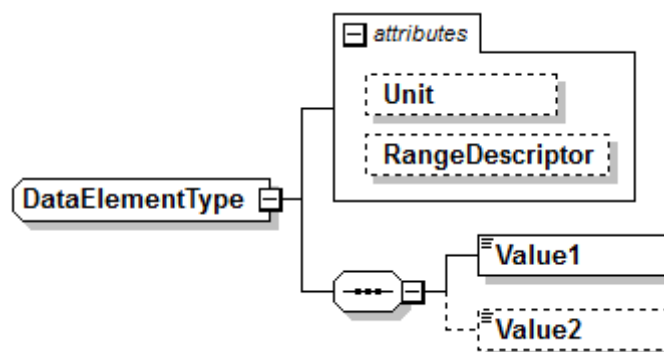 attributes
Unit
RangeDescriptor
DataElementType
Value1
Value2